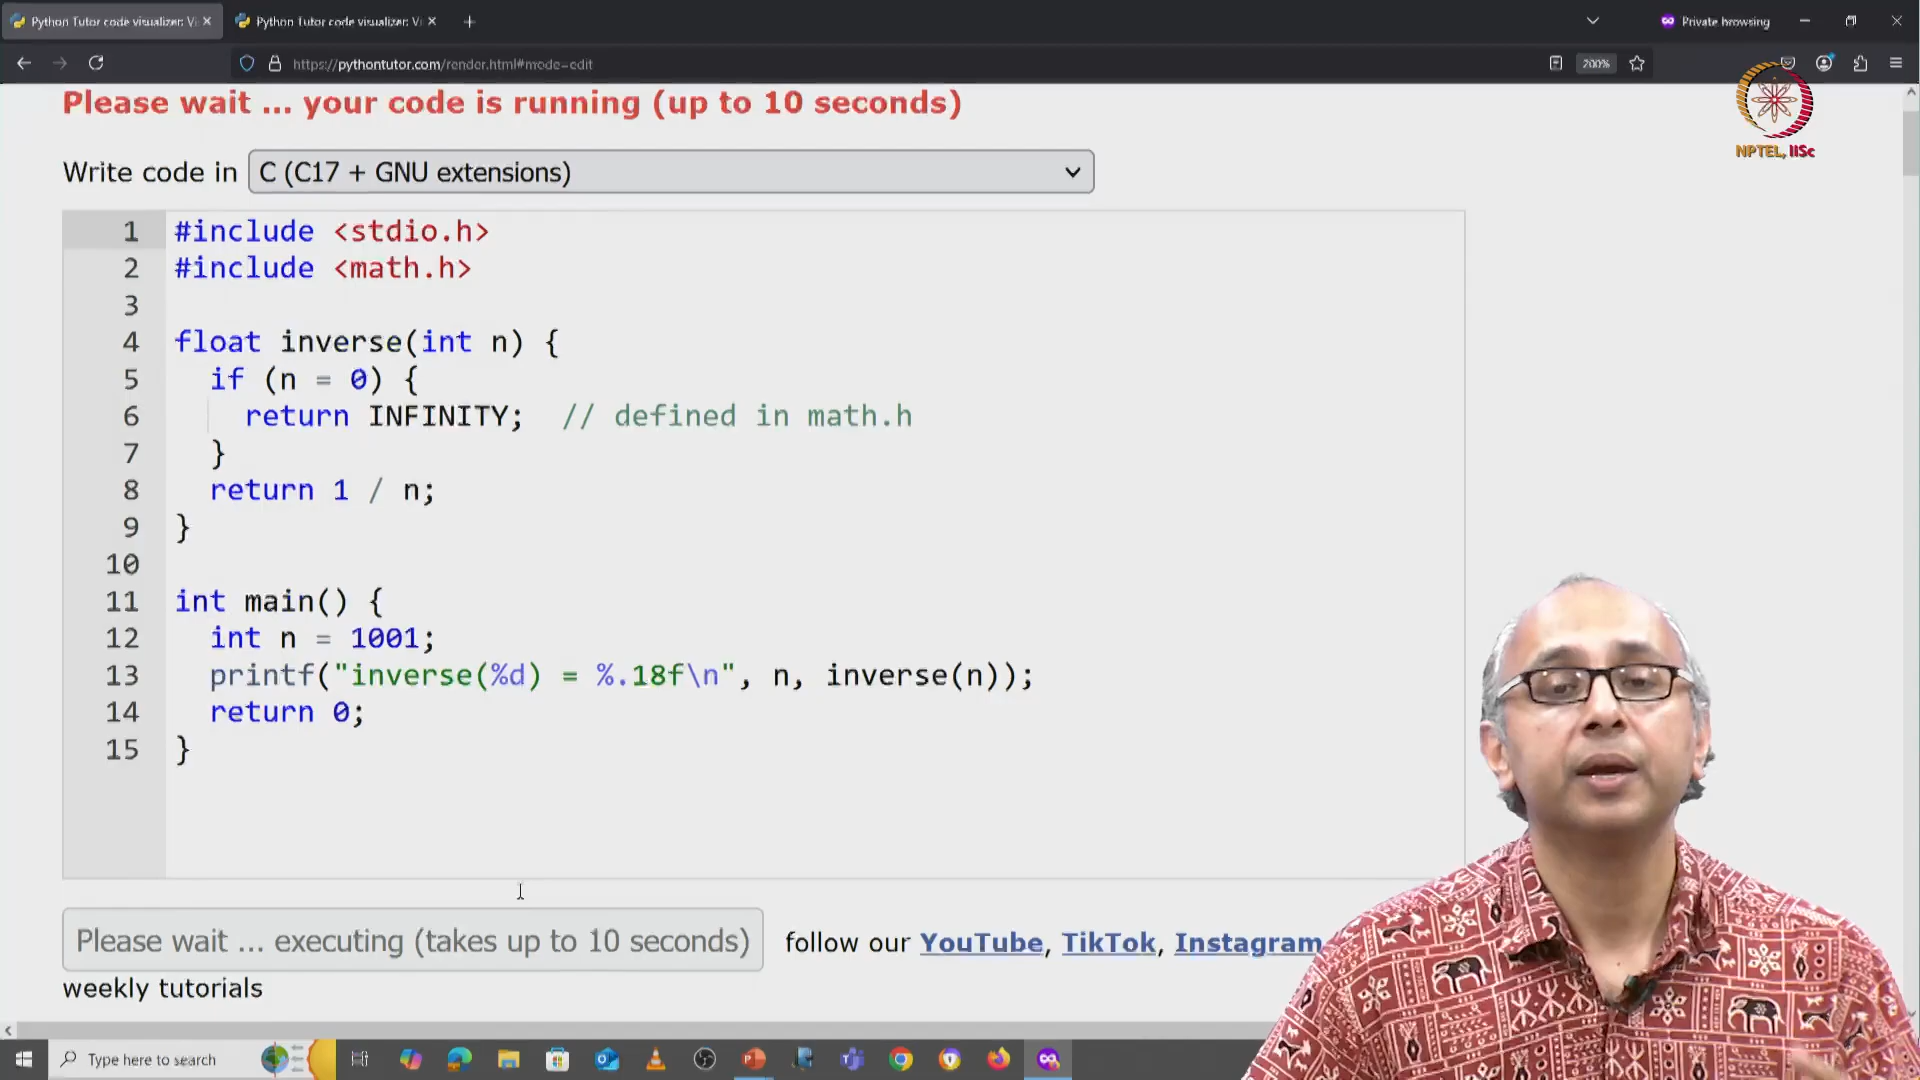 Python Tutor code visualizer: Vi
Python Tutor code visualizer: Vi
Private browsing
https://pythontutor.com/render.html#mode=edit
200%
Please wait ... your code is running (up to 10 seconds)
NPTEL, IISc
Write code in C (C17 + GNU extensions)
1 #include <stdio.h>
2 #include <math.h>
3
4 float inverse(int n) {
5 if (n = 0) {
6 return INFINITY; // defined in math.h
7 }
8 return 1 / n;
9 }
10
11 int main() {
12 int n = 1001;
13 printf("inverse(%d) = %.18f\n", n, inverse(n));
14 return 0;
15 }
Please wait ... executing (takes up to 10 seconds) follow our YouTube, TikTok, Instagram
weekly tutorials
Type here to search